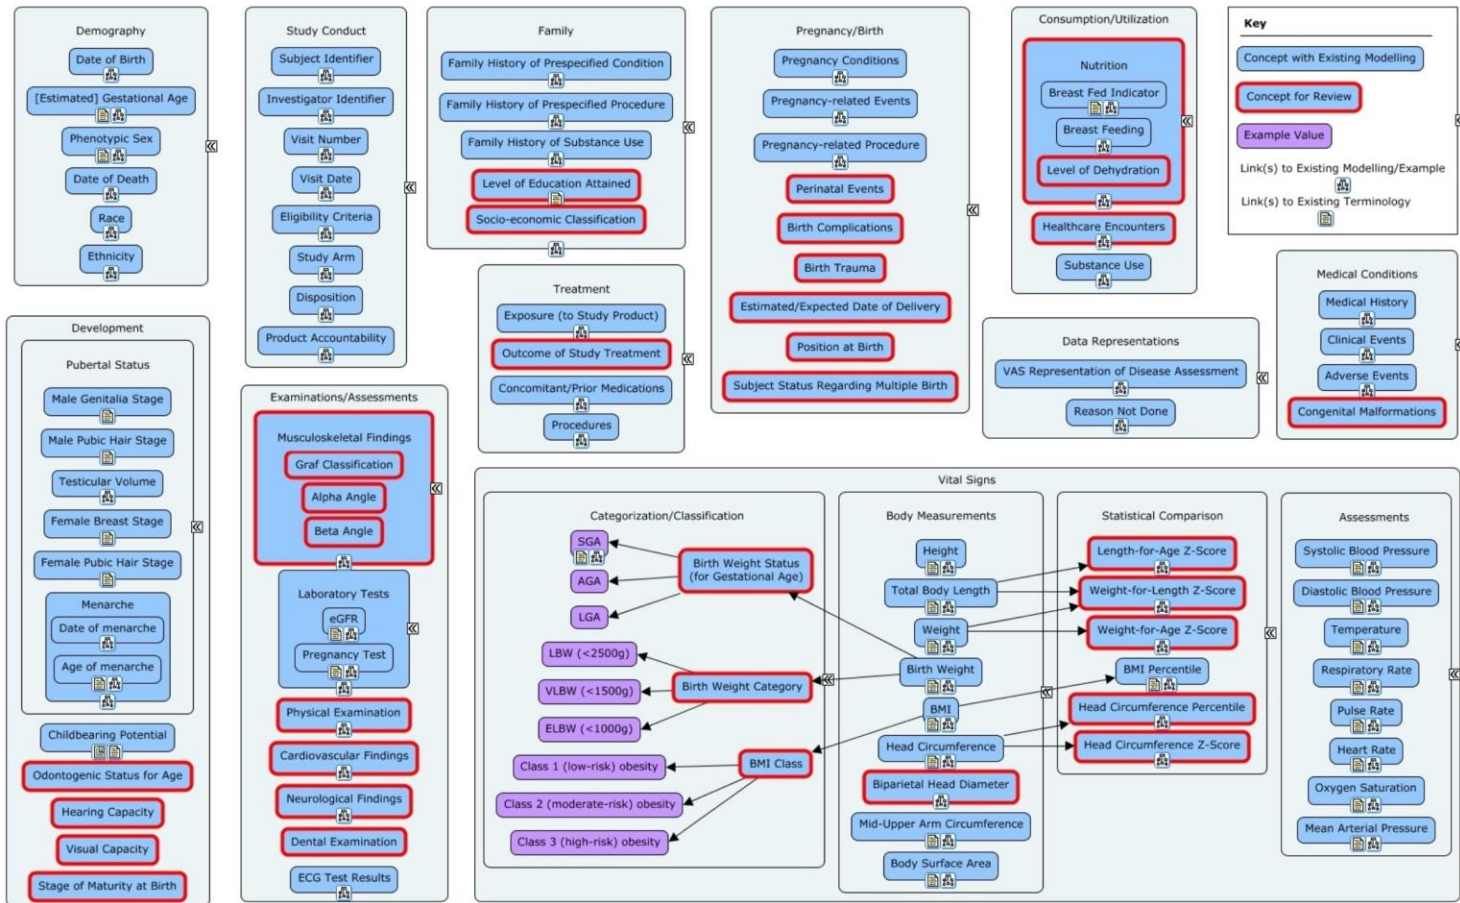 Demography
Date of Birth
[Estimated] Gestational Age
Phenotypic Sex
Date of Death
Race
Ethnicity
Study Conduct
Subject Identifier
Investigator Identifier
Visit Number
Visit Date
Eligibility Criteria
Study Arm
Disposition
Product Accountability
Family
Family History of Prespecified Condition
Family History of Prespecified Procedure
Family History of Substance Use
Level of Education Attained
Socio-economic Classification
Pregnancy/Birth
Pregnancy Conditions
Pregnancy-related Events
Pregnancy-related Procedure
Perinatal Events
Birth Complications
Birth Trauma
Estimated/Expected Date of Delivery
Position at Birth
Subject Status Regarding Multiple Birth
Consumption/Utilization
Nutrition
Breast Fed Indicator
Breast Feeding
Level of Dehydration
Healthcare Encounters
Substance Use
Key
Concept with Existing Modelling
Concept for Review
Example Value
Link(s) to Existing Modelling/Example
Link(s) to Existing Terminology
Treatment
Exposure (to Study Product)
Outcome of Study Treatment
Concomitant/Prior Medications
Procedures
Data Representations
VAS Representation of Disease Assessment
Reason Not Done
Medical Conditions
Medical History
Clinical Events
Adverse Events
Congenital Malformations
Development
Pubertal Status
Male Genitalia Stage
Male Pubic Hair Stage
Testicular Volume
Female Breast Stage
Female Pubic Hair Stage
Menarche
Date of menarche
Age of menarche
Childbearing Potential
Odontogenic Status for Age
Hearing Capacity
Visual Capacity
Stage of Maturity at Birth
Examinations/Assessments
Musculoskeletal Findings
Graf Classification
Alpha Angle
Beta Angle
Laboratory Tests
eGFR
Pregnancy Test
Physical Examination
Cardiovascular Findings
Neurological Findings
Dental Examination
ECG Test Results
Vital Signs
Categorization/Classification
SGA
AGA
LGA
Birth Weight Status
(for Gestational Age)
LBW (<2500g)
VLBW (<1500g)
ELBW (<1000g)
Birth Weight Category
Class 1 (low-risk) obesity
Class 2 (moderate-risk) obesity
Class 3 (high-risk) obesity
BMI Class
Body Measurements
Height
Total Body Length
Weight
Birth Weight
BMI
Head Circumference
Biparietal Head Diameter
Mid-Upper Arm Circumference
Body Surface Area
Statistical Comparison
Length-for-Age Z-Score
Weight-for-Length Z-Score
Weight-for-Age Z-Score
BMI Percentile
Head Circumference Percentile
Head Circumference Z-Score
Assessments
Systolic Blood Pressure
Diastolic Blood Pressure
Temperature
Respiratory Rate
Pulse Rate
Heart Rate
Oxygen Saturation
Mean Arterial Pressure